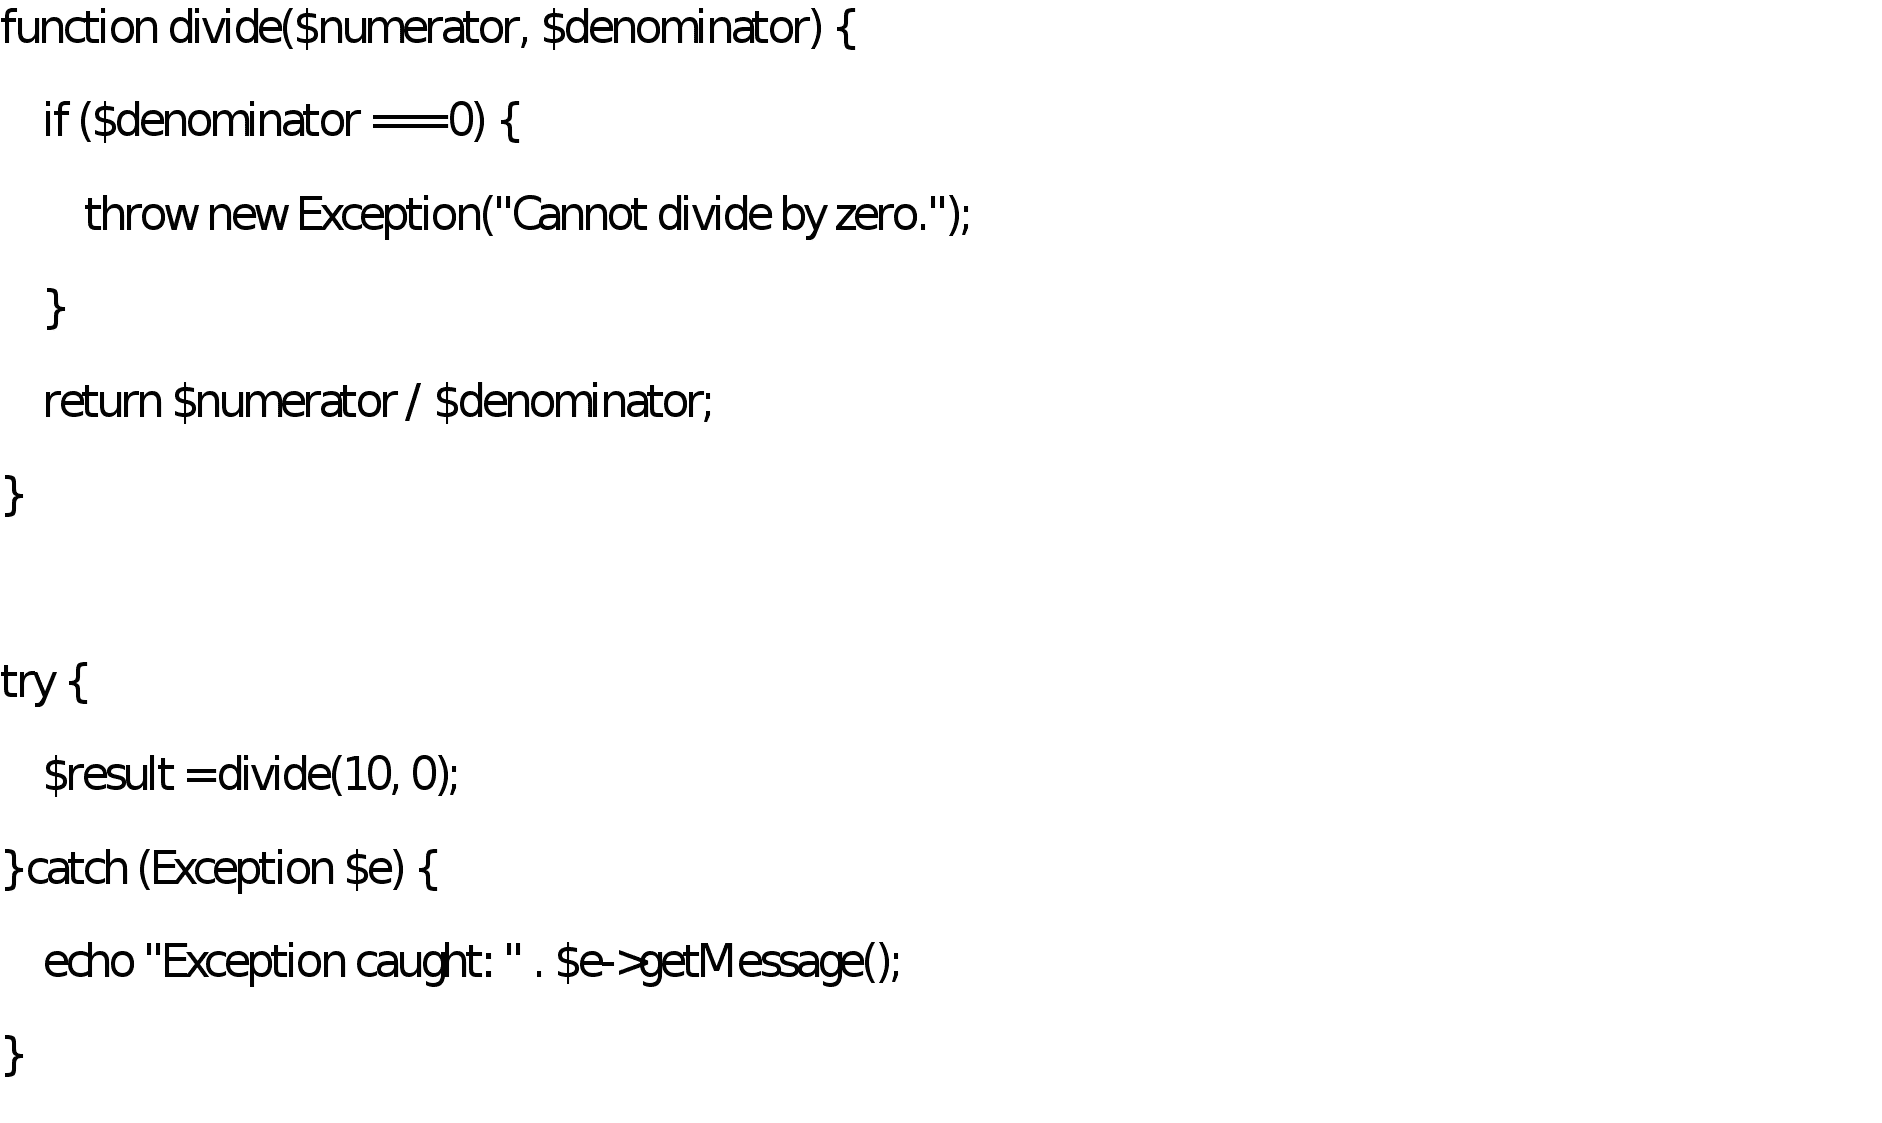 function divide($numerator, $denominator) {
    if ($denominator === 0) {
        throw new Exception("Cannot divide by zero.");
    }
    return $numerator / $denominator;
}

try {
    $result = divide(10, 0);
} catch (Exception $e) {
    echo "Exception caught: " . $e->getMessage();
}